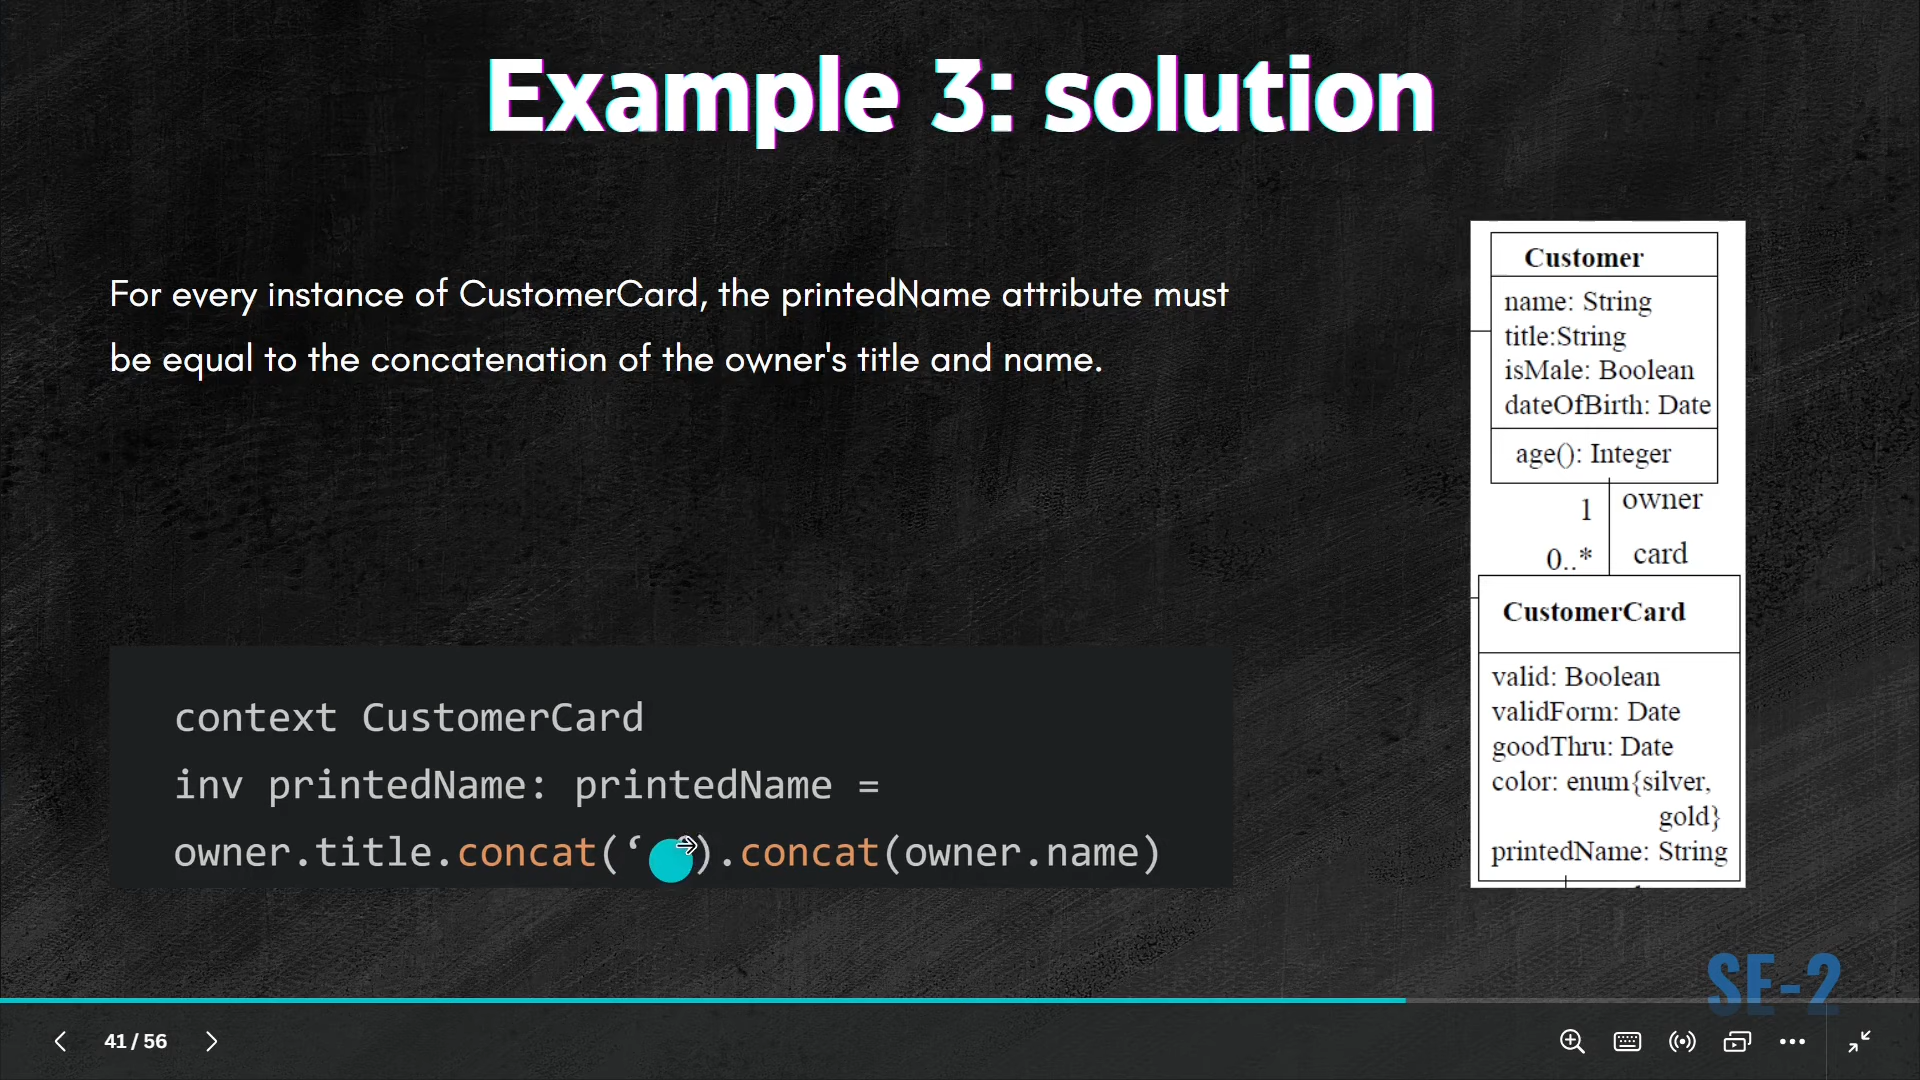 Example 3: solution
For every instance of CustomerCard, the printedName attribute must
be equal to the concatenation of the owner's title and name.
context CustomerCard
inv printedName: printedName =
owner.title.concat(‘ ’).concat(owner.name)
Customer
name: String
title:String
isMale: Boolean
dateOfBirth: Date
age(): Integer
1 owner
0..* card
CustomerCard
valid: Boolean
validForm: Date
goodThru: Date
color: enum{silver,
gold}
printedName: String
SE-2
41 / 56